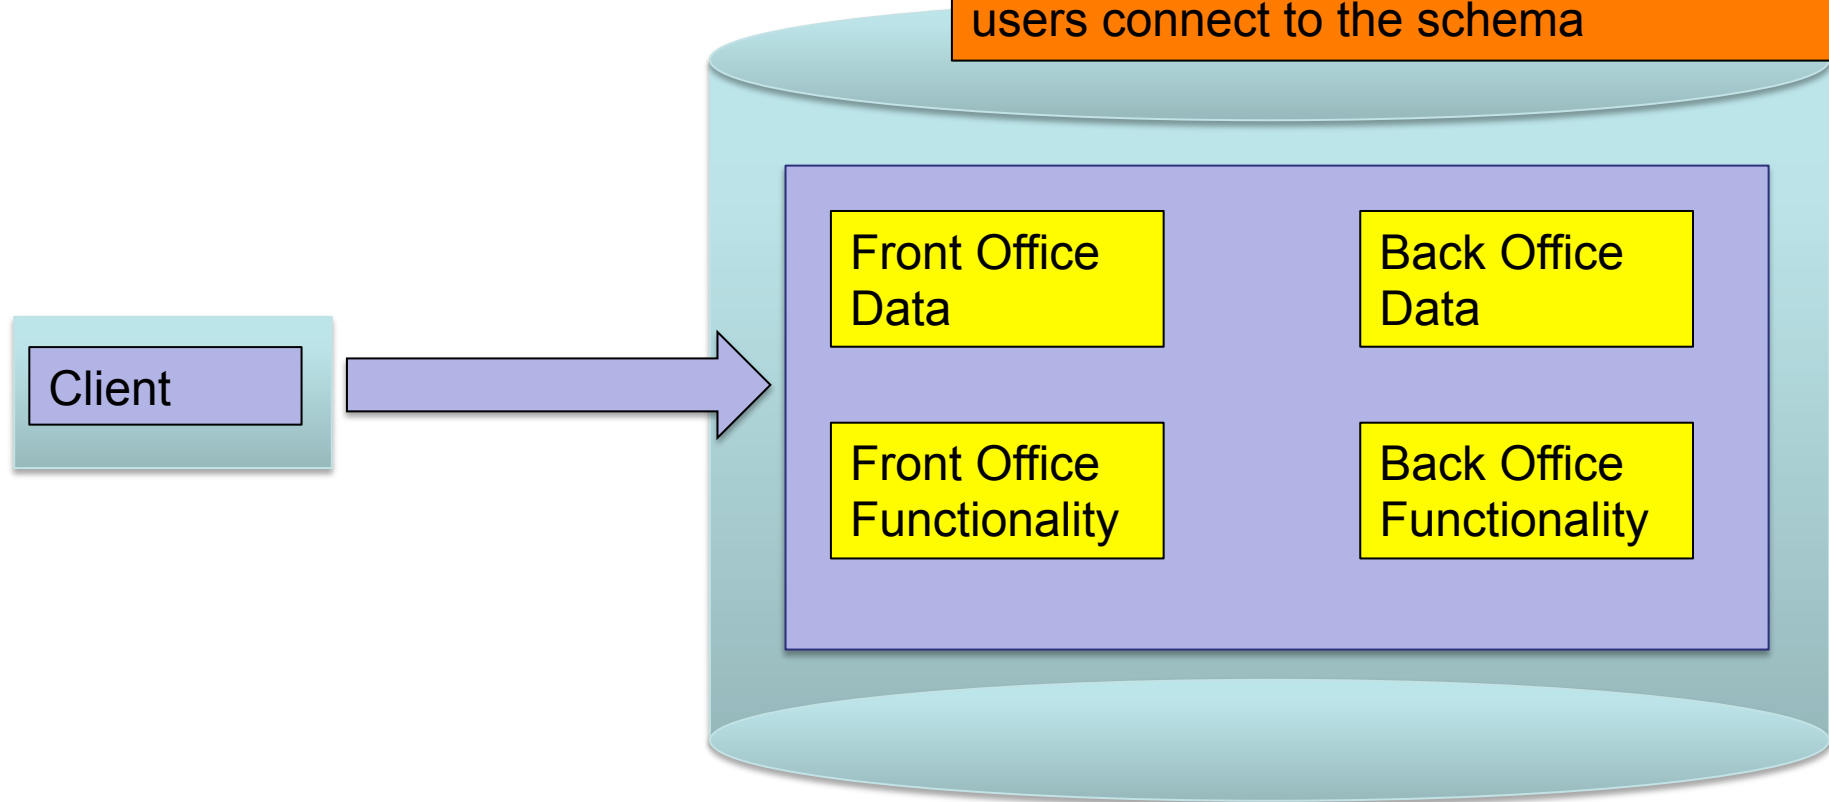 users connect to the schema
Front Office
Data
Back Office
Data
Client
Front Office
Functionality
Back Office
Functionality